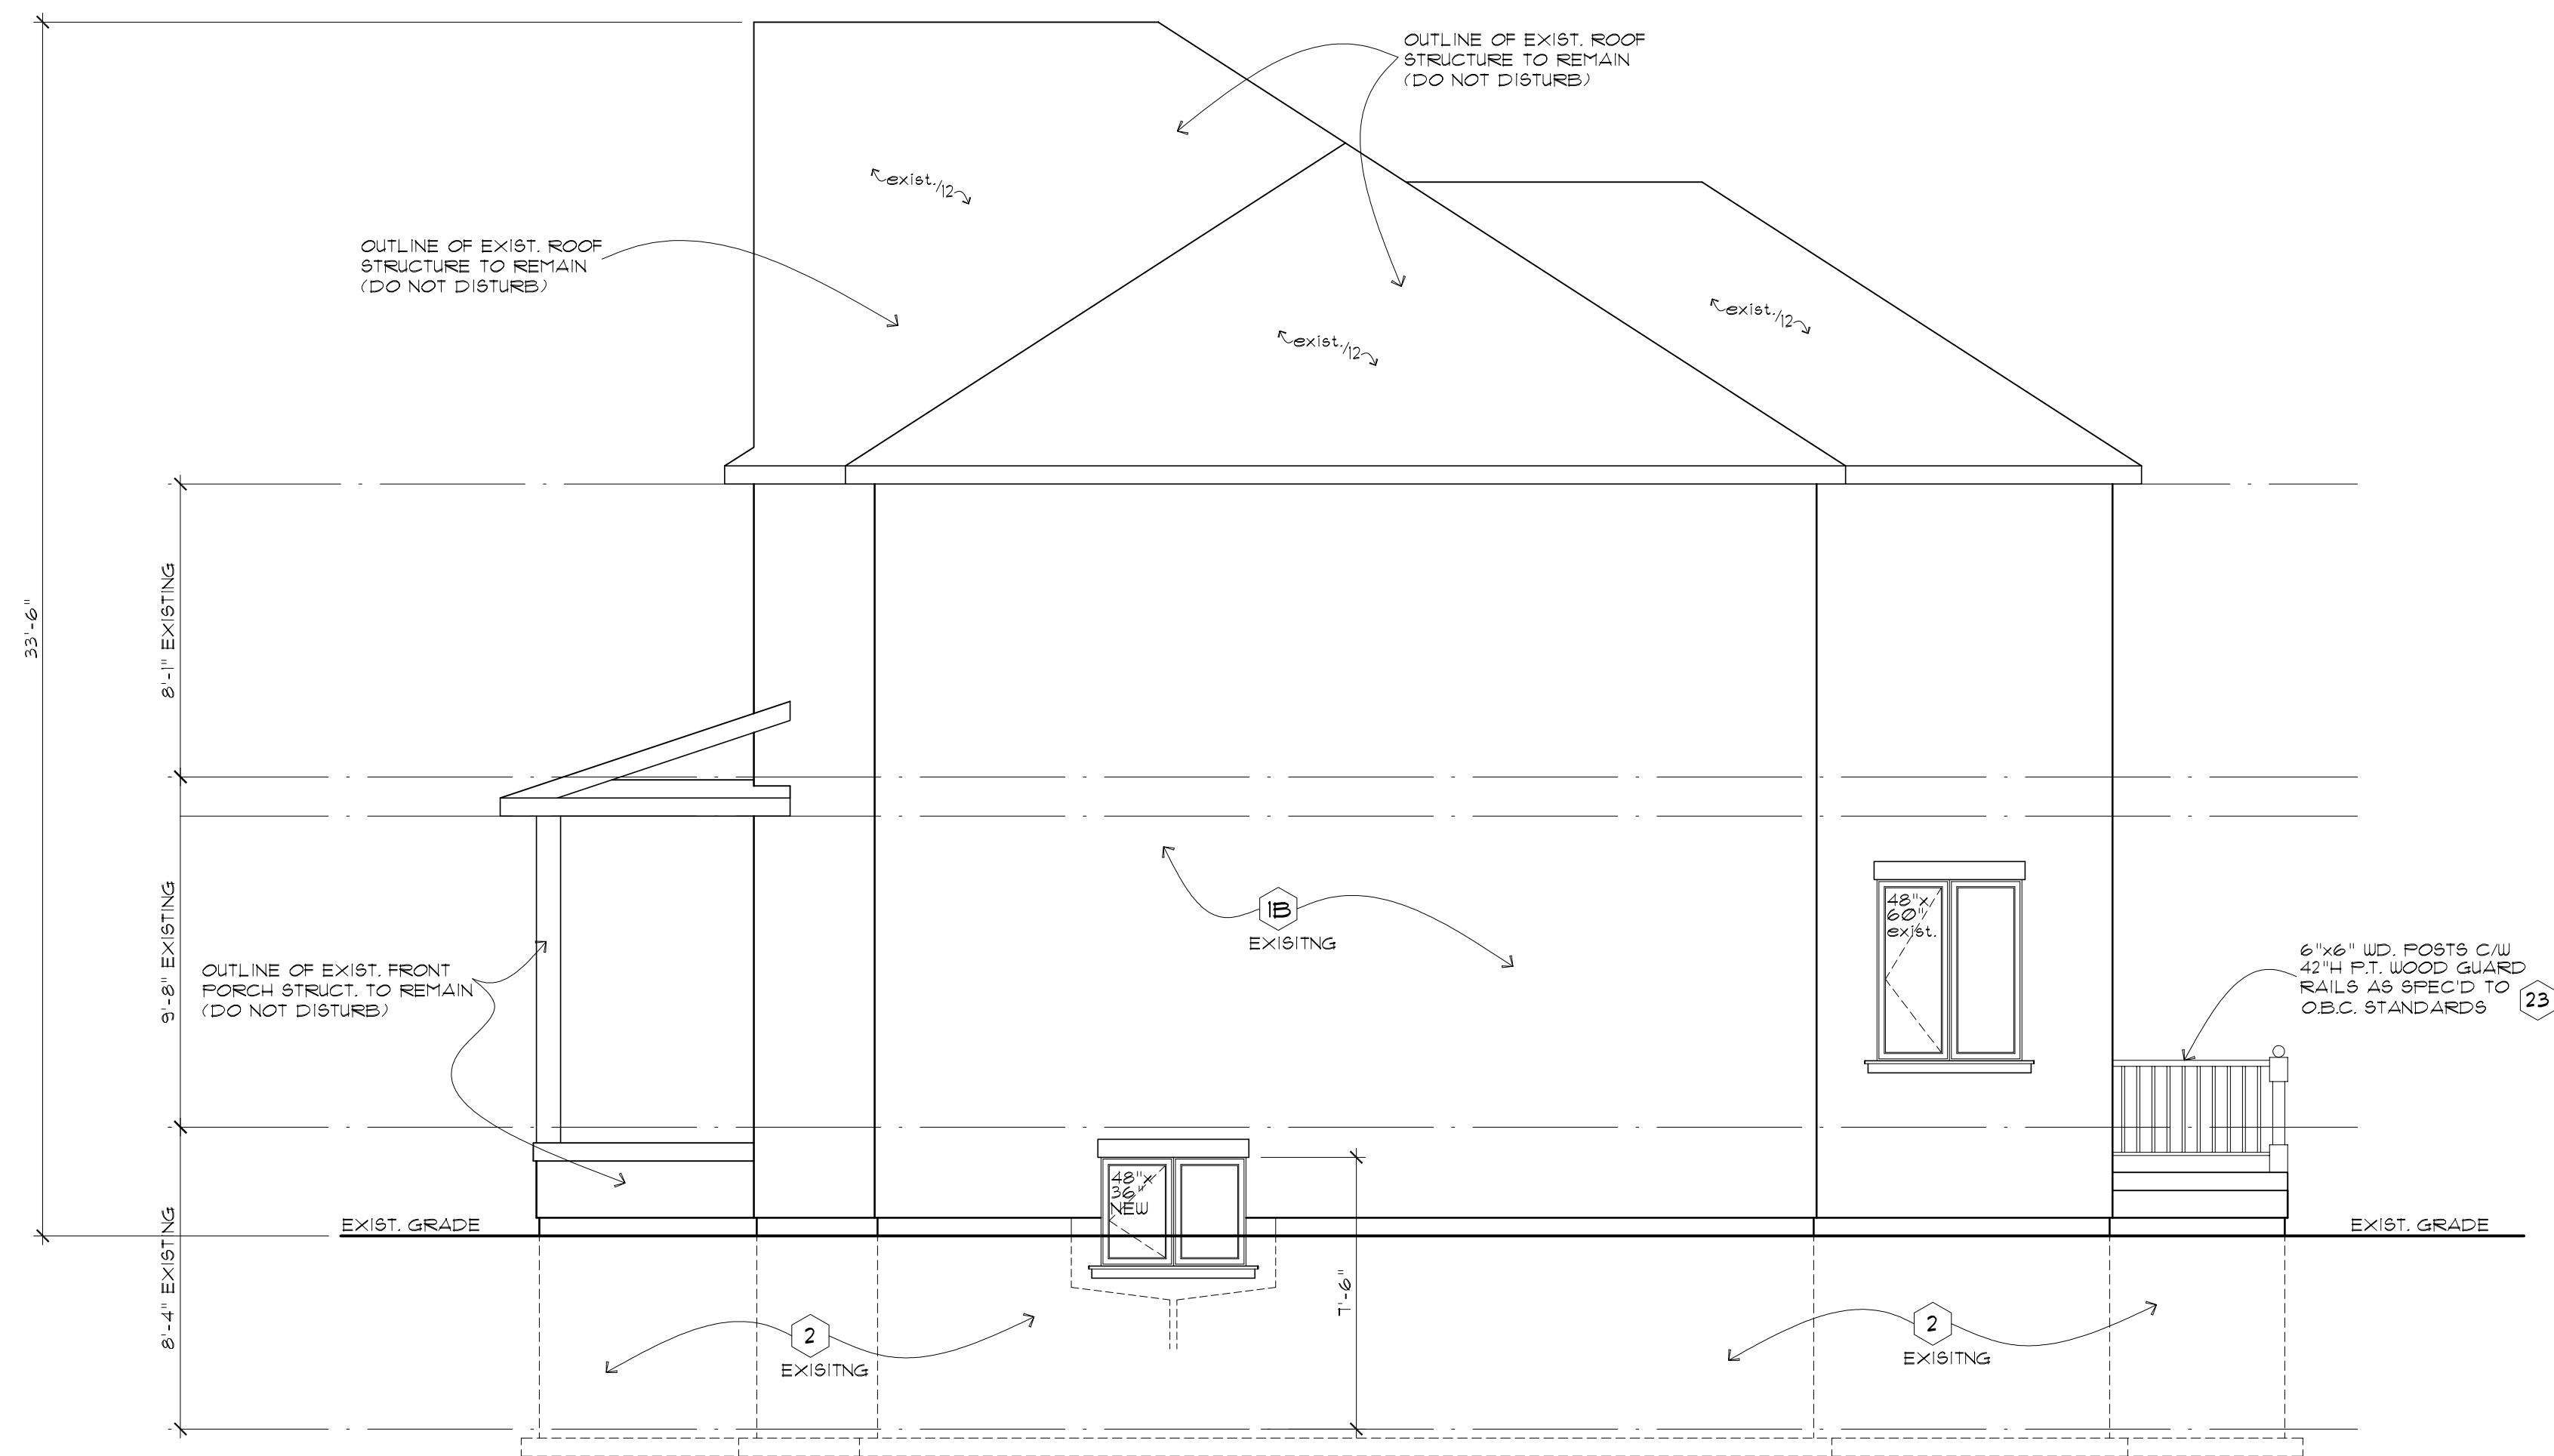 OUTLINE OF EXIST. ROOF
STRUCTURE TO REMAIN
(DO NOT DISTURB)
exist./12
OUTLINE OF EXIST. ROOF
STRUCTURE TO REMAIN
(DO NOT DISTURB)
exist./12
exist./12
33'-6"
8'-1" EXISTING
9'-8" EXISTING
8'-4" EXISTING
1B
EXISITNG
48"x
60"
exist.
6"x6" WD. POSTS C/W
42"H P.T. WOOD GUARD
RAILS AS SPEC'D TO
O.B.C. STANDARDS
23
OUTLINE OF EXIST. FRONT
PORCH STRUCT. TO REMAIN
(DO NOT DISTURB)
48"x
36"
NEW
EXIST. GRADE
EXIST. GRADE
7'-6"
2
EXISITNG
2
EXISITNG